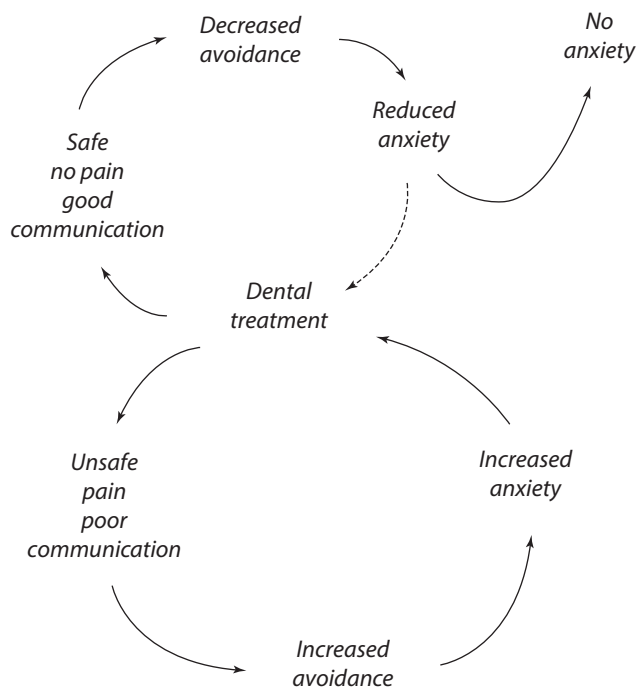 Decreased
avoidance
No
anxiety
Reduced
anxiety
Safe
no pain
good
communication
Dental
treatment
Unsafe
pain
poor
communication
Increased
anxiety
Increased
avoidance